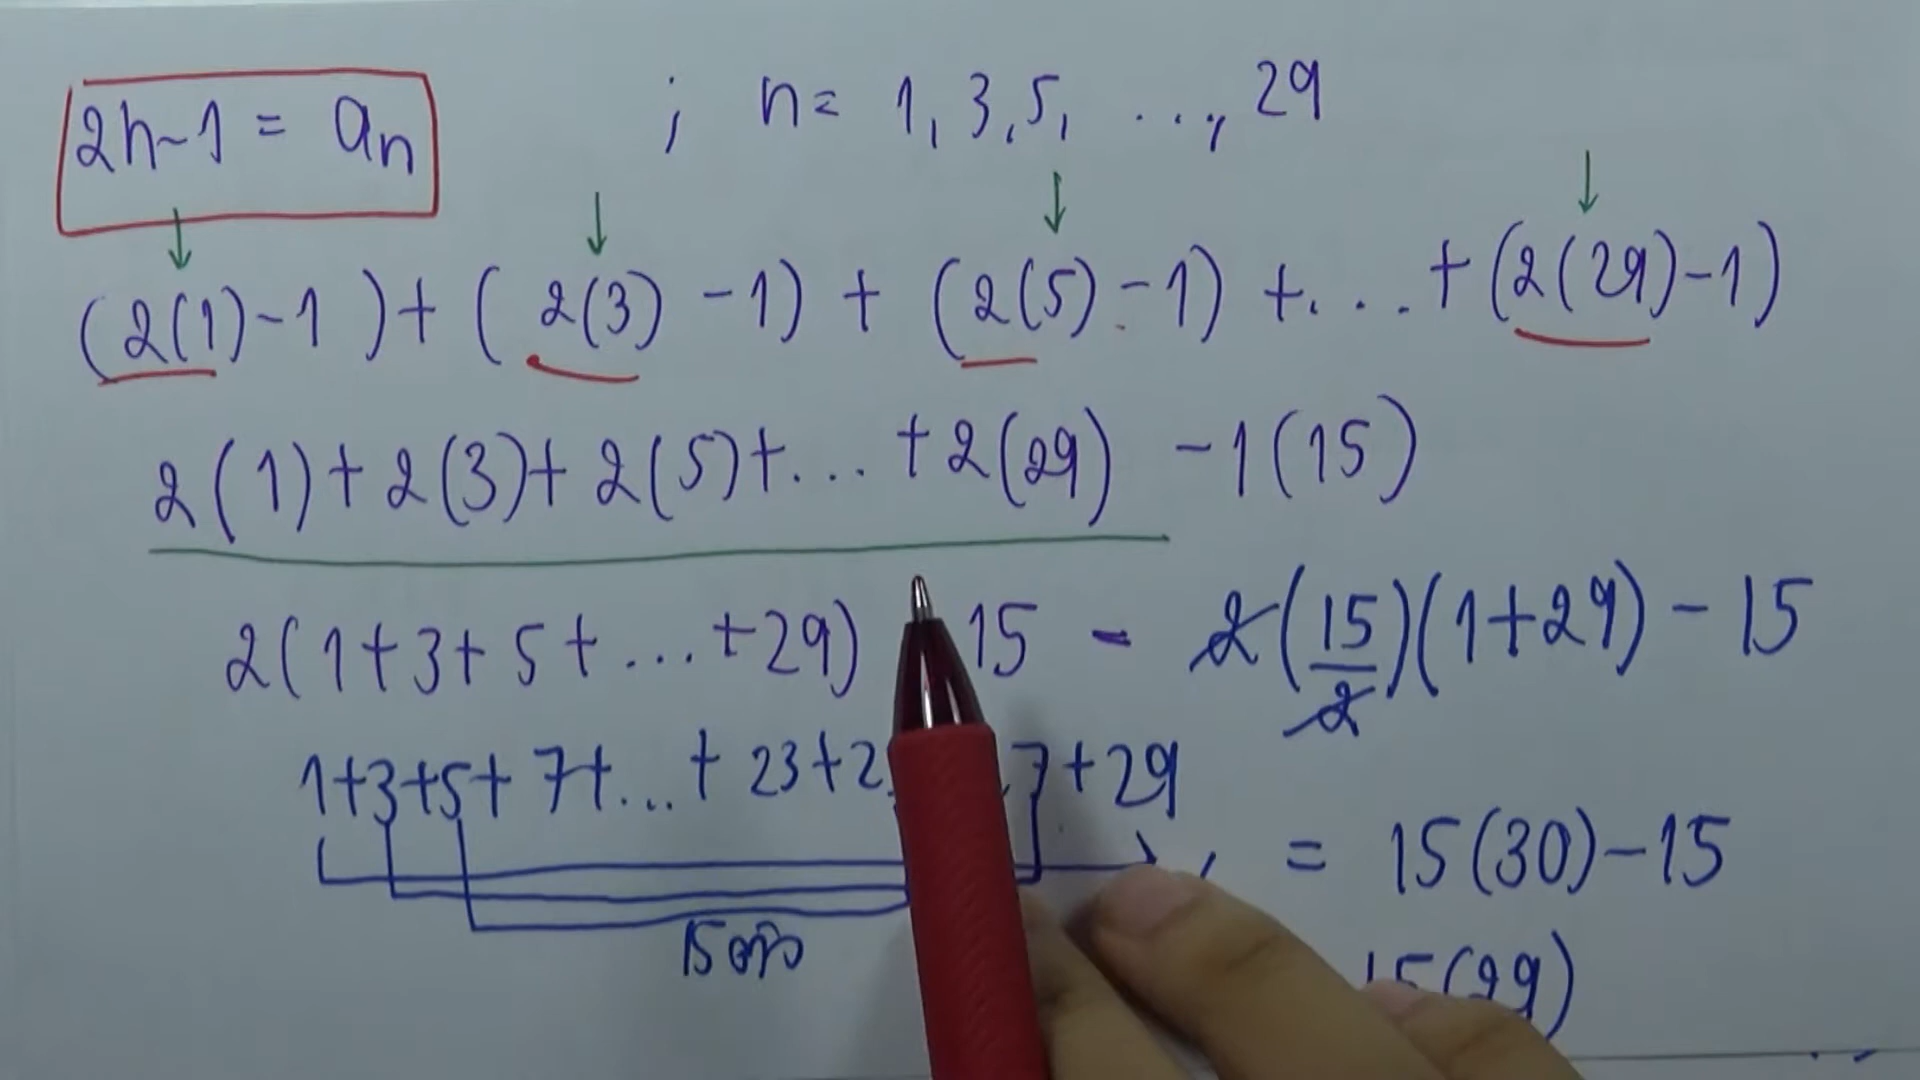 2n-1 = an ; n = 1, 3, 5, ..., 29
(2(1)-1) + (2(3)-1) + (2(5)-1) + ... + (2(29)-1)
2(1)+2(3)+2(5)+...+2(29) -1(15)
2(1+3+5+...+29) 15 - 2(15/2)(1+29) - 15
1+3+5+7+...+23+2 7+29
= 15(30)-15
15ตัว
15(29)